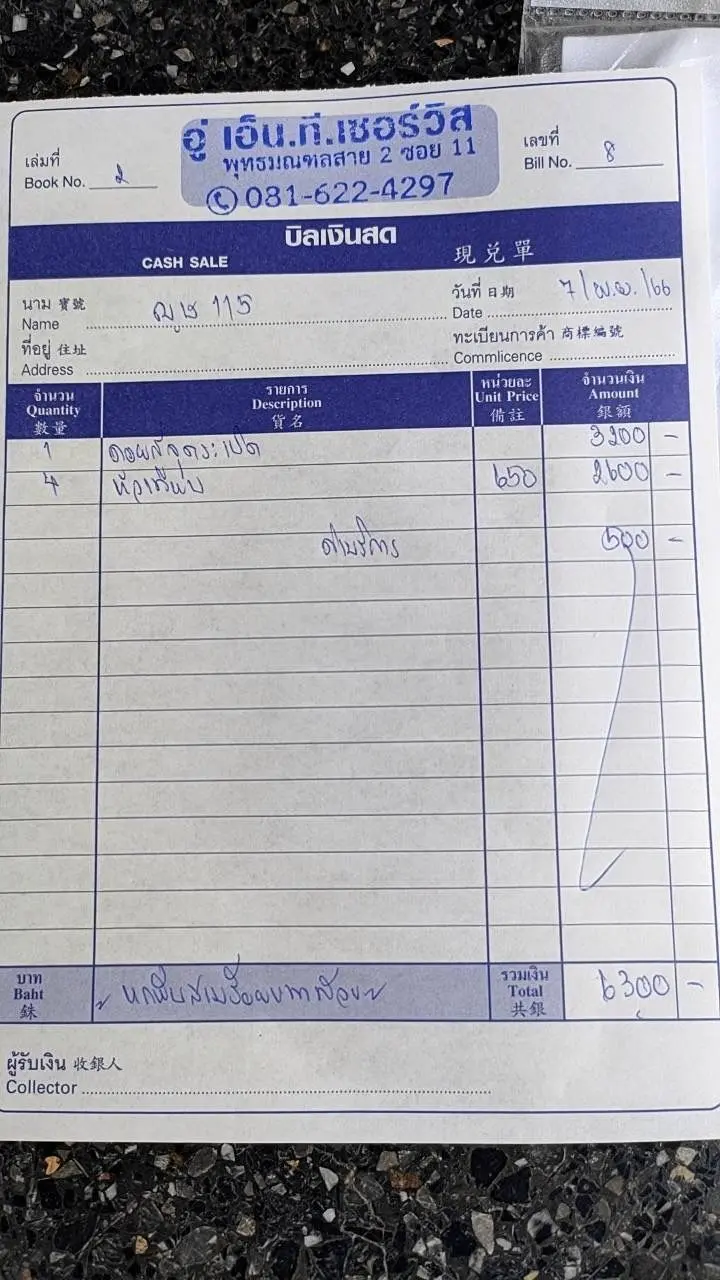 อู่ เอ็น.ที.เซอร์วิส
พุทธมณฑลสาย 2 ซอย 11
081-622-4297
เล่มที่
Book No. 2
เลขที่
Bill No. 8
บิลเงินสด
CASH SALE 現兑單
นาม 寶號
Name 115
วันที่ 日期
Date 7/พ.ย./66
ที่อยู่ 住址
Address
ทะเบียนการค้า 商標編號
Commlicence
จำนวน รายการ หน่วยละ จำนวนเงิน
Quantity Description Unit Price Amount
數量 貨名 備註 銀額
1 3200 -
4 650 2600 -
ค่าบริการ 500 -
บาท รวมเงิน
Baht Total 6300 -
銖 共銀
ผู้รับเงิน 收銀人
Collector